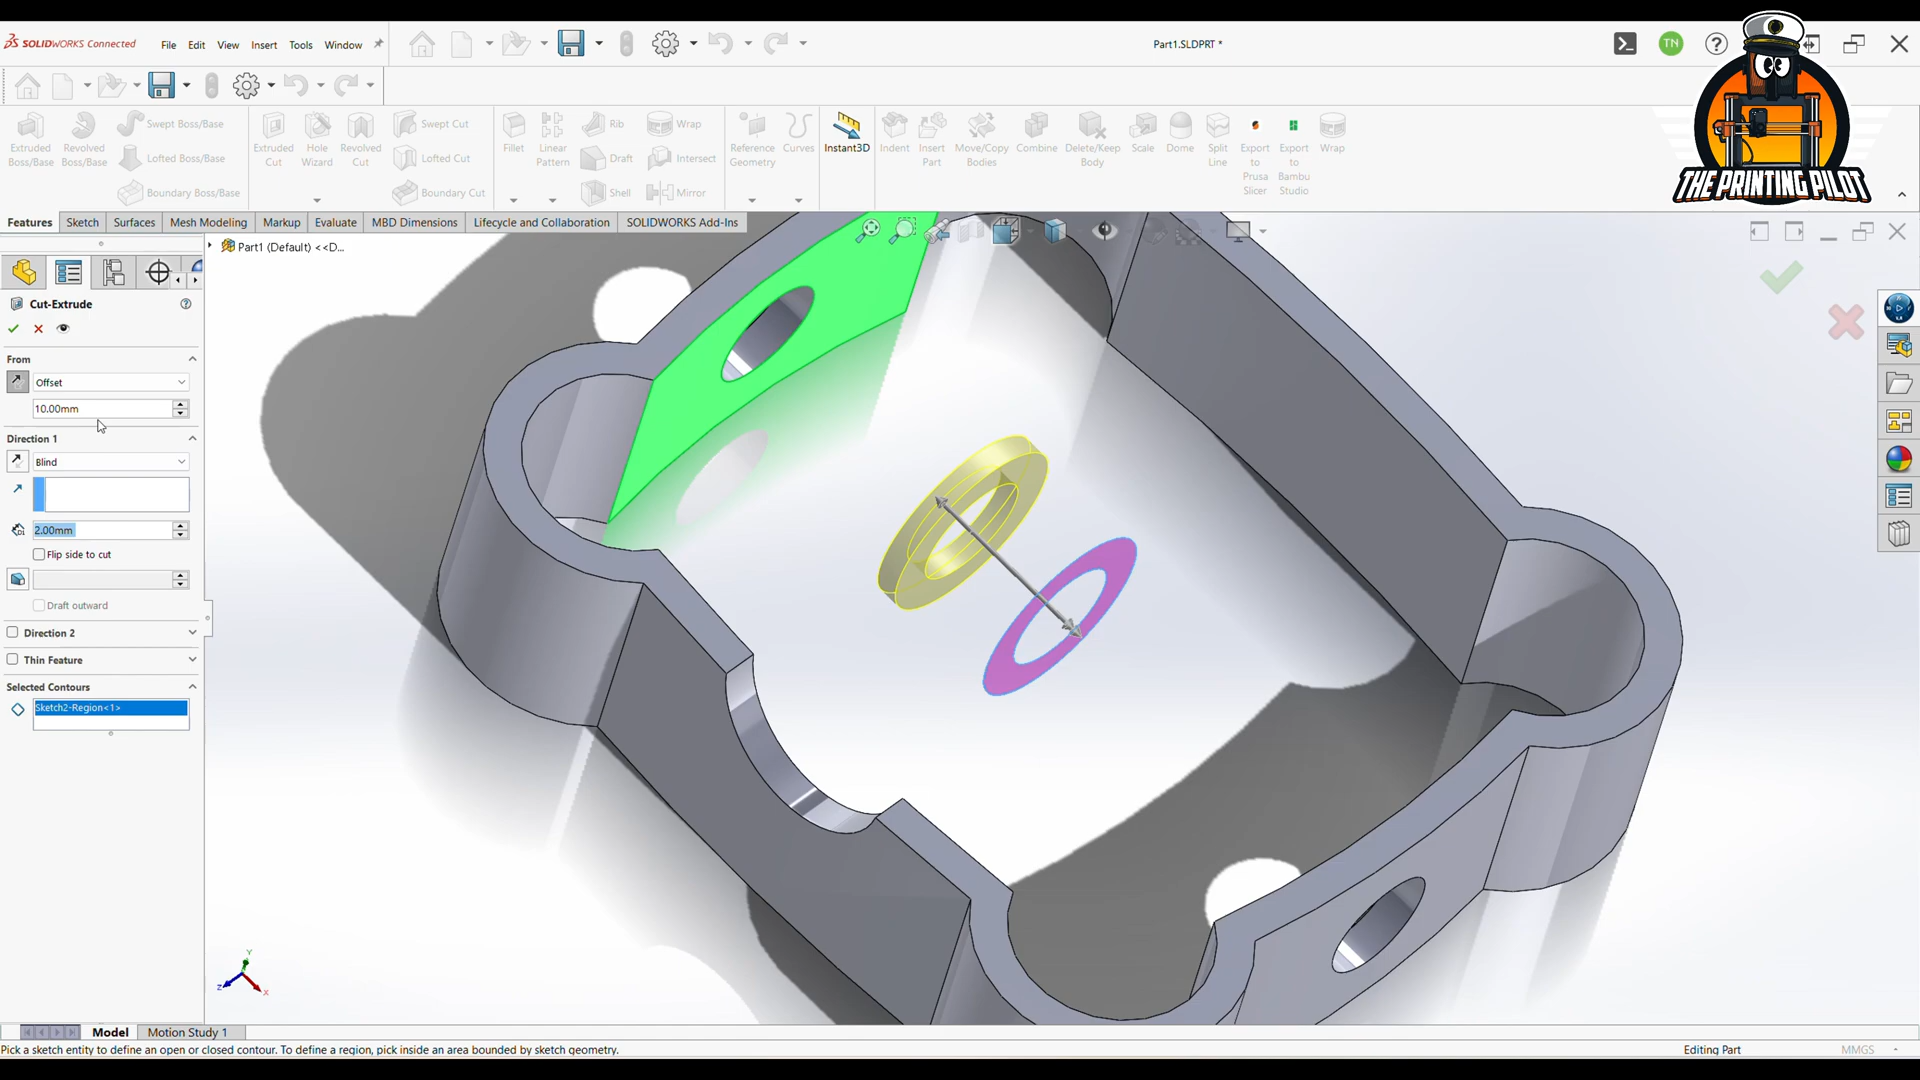 SOLIDWORKS Connected
File Edit View Insert Tools Window
Part1.SLDPRT *
TN
THE PRINTING PILOT
Extruded Boss/Base
Revolved Boss/Base
Swept Boss/Base
Lofted Boss/Base
Boundary Boss/Base
Extruded Cut
Hole Wizard
Revolved Cut
Swept Cut
Lofted Cut
Boundary Cut
Fillet
Linear Pattern
Rib
Draft
Shell
Wrap
Intersect
Mirror
Reference Geometry
Curves
Instant3D
Indent
Insert Part
Move/Copy Bodies
Combine
Delete/Keep Body
Scale
Dome
Split Line
Export to Prusa Slicer
Export to Bambu Studio
Wrap
Features Sketch Surfaces Mesh Modeling Markup Evaluate MBD Dimensions Lifecycle and Collaboration SOLIDWORKS Add-Ins
Part1 (Default) <<D...
Cut-Extrude
From
Offset
10.00mm
Direction 1
Blind
2.00mm
Flip side to cut
Draft outward
Direction 2
Thin Feature
Selected Contours
Sketch2-Region<1>
Y
Z
X
Model Motion Study 1
Pick a sketch entity to define an open or closed contour. To define a region, pick inside an area bounded by sketch geometry.
Editing Part
MMGS